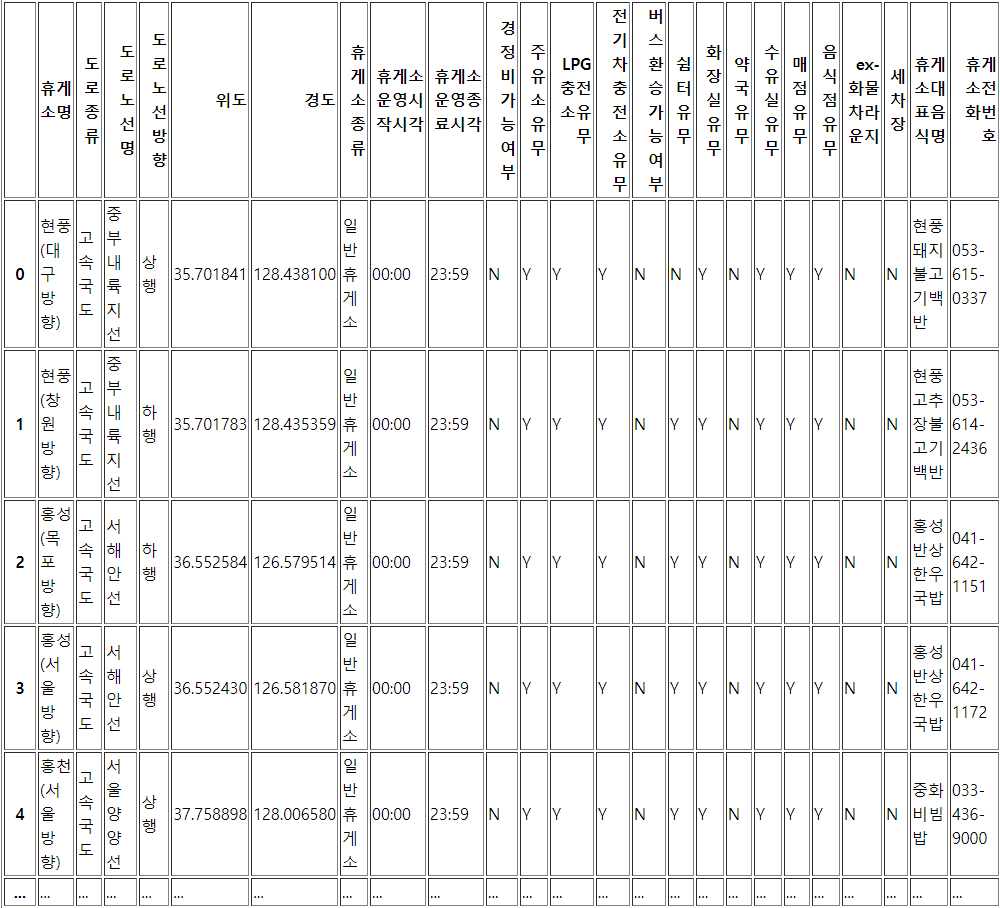 휴게소명 도로종류 도로노선명 도로노선방향 위도 경도 휴게소종류 휴게소운영시작시각 휴게소운영종료시각 경정비가능여부 주유소유무 LPG충전소유무 전기차충전소유무 버스환승가능여부 쉼터유무 화장실유무 약국유무 수유실유무 매점유무 음식점유무 ex-화물차라운지 세차장 휴게소대표음식명 휴게소전화번호
0 현풍(대구방향) 고속국도 중부내륙지선 상행 35.701841 128.438100 일반휴게소 00:00 23:59 N Y Y Y N N Y N Y Y Y N N 현풍돼지불고기백반 053-615-0337
1 현풍(창원방향) 고속국도 중부내륙지선 하행 35.701783 128.435359 일반휴게소 00:00 23:59 N Y Y Y N Y Y N Y Y Y N N 현풍고추장불고기백반 053-614-2436
2 홍성(목포방향) 고속국도 서해안선 하행 36.552584 126.579514 일반휴게소 00:00 23:59 N Y Y Y N Y Y N Y Y Y N N 홍성반상한우국밥 041-642-1151
3 홍성(서울방향) 고속국도 서해안선 상행 36.552430 126.581870 일반휴게소 00:00 23:59 N Y Y Y N Y Y N Y Y Y N N 홍성반상한우국밥 041-642-1172
4 홍천(서울방향) 고속국도 서울양양선 상행 37.758898 128.006580 일반휴게소 00:00 23:59 N Y Y Y N Y Y N Y Y Y N N 중화비빔밥 033-436-9000
... ... ... ... ... ... ... ... ... ... ... ... ... ... ... ... ... ... ... ... ... ... ... ... ...